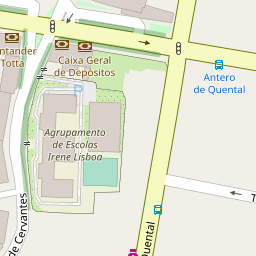 antander
Totta
Caixa Geral
de Depósitos
Antero
de Quental
Agrupamento
de Escolas
Irene Lisboa
T
de Cervantes
Quental